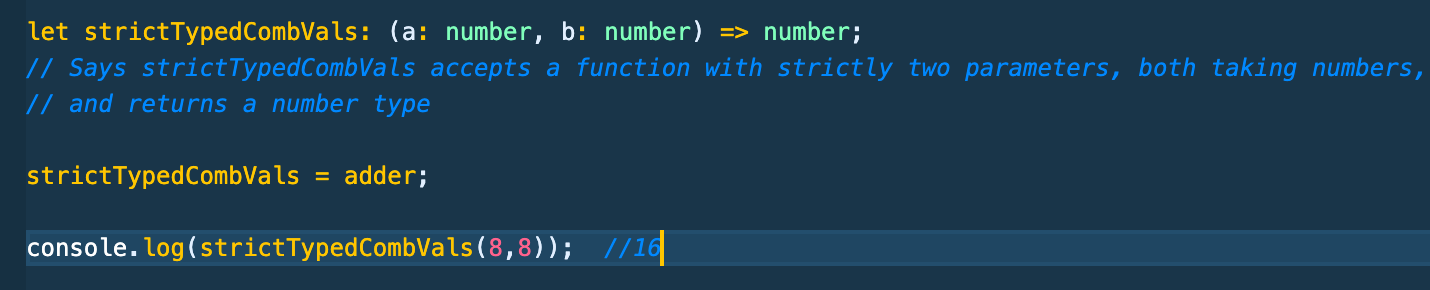 let strictTypedCombVals: (a: number, b: number) => number;
// Says strictTypedCombVals accepts a function with strictly two parameters, both taking numbers,
// and returns a number type
strictTypedCombVals = adder;
console.log(strictTypedCombVals(8,8));  //16